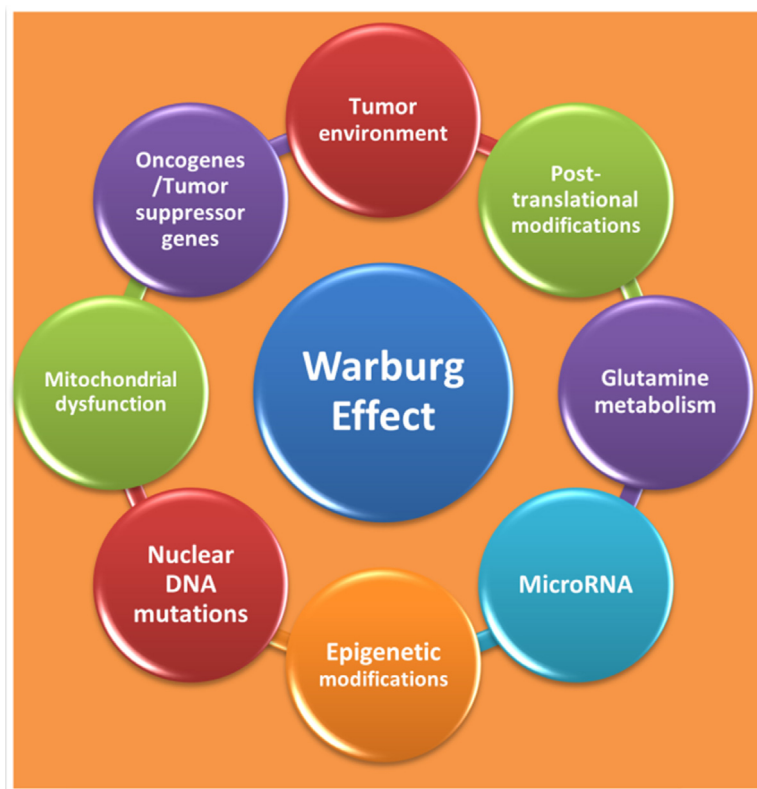 Tumor
environment
Post-
translational
modifications
Glutamine
metabolism
MicroRNA
Epigenetic
modifications
Nuclear
DNA
mutations
Mitochondrial
dysfunction
Oncogenes
/Tumor
suppressor
genes
Warburg
Effect